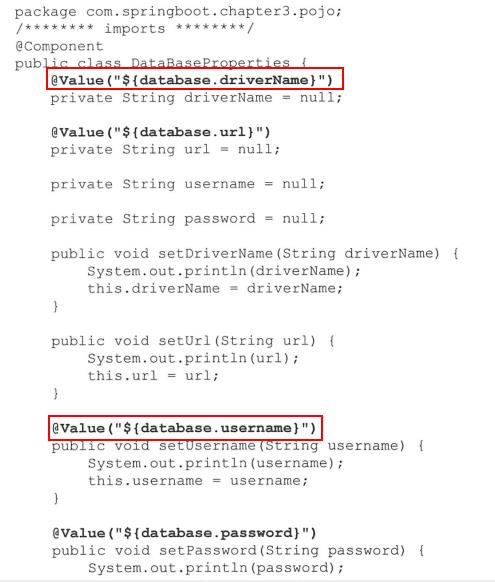 package com.springboot.chapter3.pojo;
/******** imports ********/
@Component
public class DataBaseProperties {
    @Value("${database.driverName}")
    private String driverName = null;

    @Value("${database.url}")
    private String url = null;

    private String username = null;

    private String password = null;

    public void setDriverName(String driverName) {
        System.out.println(driverName);
        this.driverName = driverName;
    }

    public void setUrl(String url) {
        System.out.println(url);
        this.url = url;
    }

    @Value("${database.username}")
    public void setUsername(String username) {
        System.out.println(username);
        this.username = username;
    }

    @Value("${database.password}")
    public void setPassword(String password) {
        System.out.println(password);